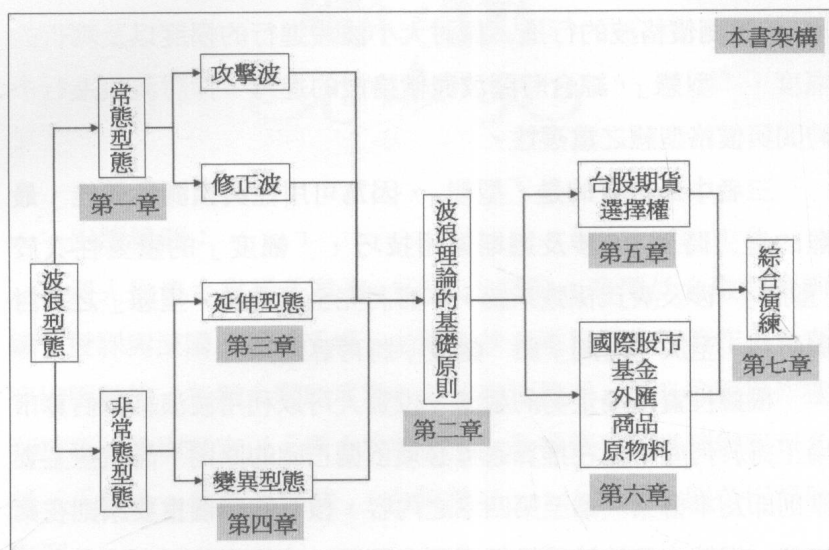 本書架構
波浪型態
常態型態
第一章
攻擊波
修正波
非常態型態
延伸型態
第三章
變異型態
第四章
波浪理論的基礎原則
第二章
台股期貨
選擇權
第五章
國際股市
基金
外匯
商品
原物料
第六章
綜合演練
第七章